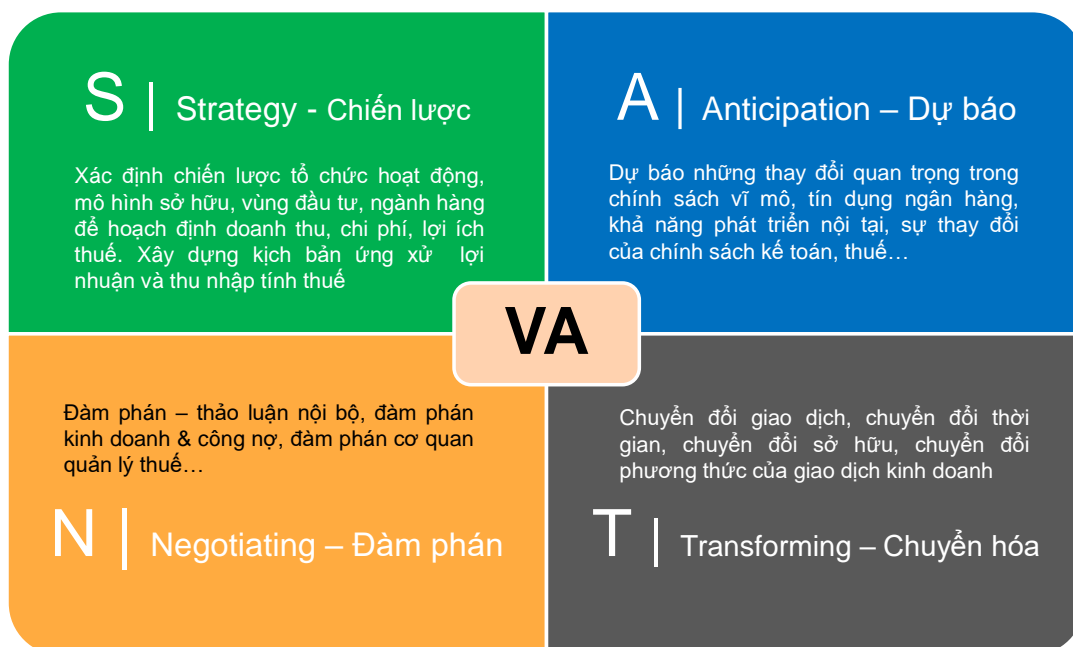 S | Strategy - Chiến lược
Xác định chiến lược tổ chức hoạt động,
mô hình sở hữu, vùng đầu tư, ngành hàng
để hoạch định doanh thu, chi phí, lợi ích
thuế. Xây dựng kịch bản ứng xử lợi
nhuận và thu nhập tính thuế
A | Anticipation – Dự báo
Dự báo những thay đổi quan trọng trong
chính sách vĩ mô, tín dụng ngân hàng,
khả năng phát triển nội tại, sự thay đổi
của chính sách kế toán, thuế…
VA
Đàm phán – thảo luận nội bộ, đàm phán
kinh doanh & công nợ, đàm phán cơ quan
quản lý thuế…
N | Negotiating – Đàm phán
Chuyển đổi giao dịch, chuyển đổi thời
gian, chuyển đổi sở hữu, chuyển đổi
phương thức của giao dịch kinh doanh
T | Transforming – Chuyển hóa